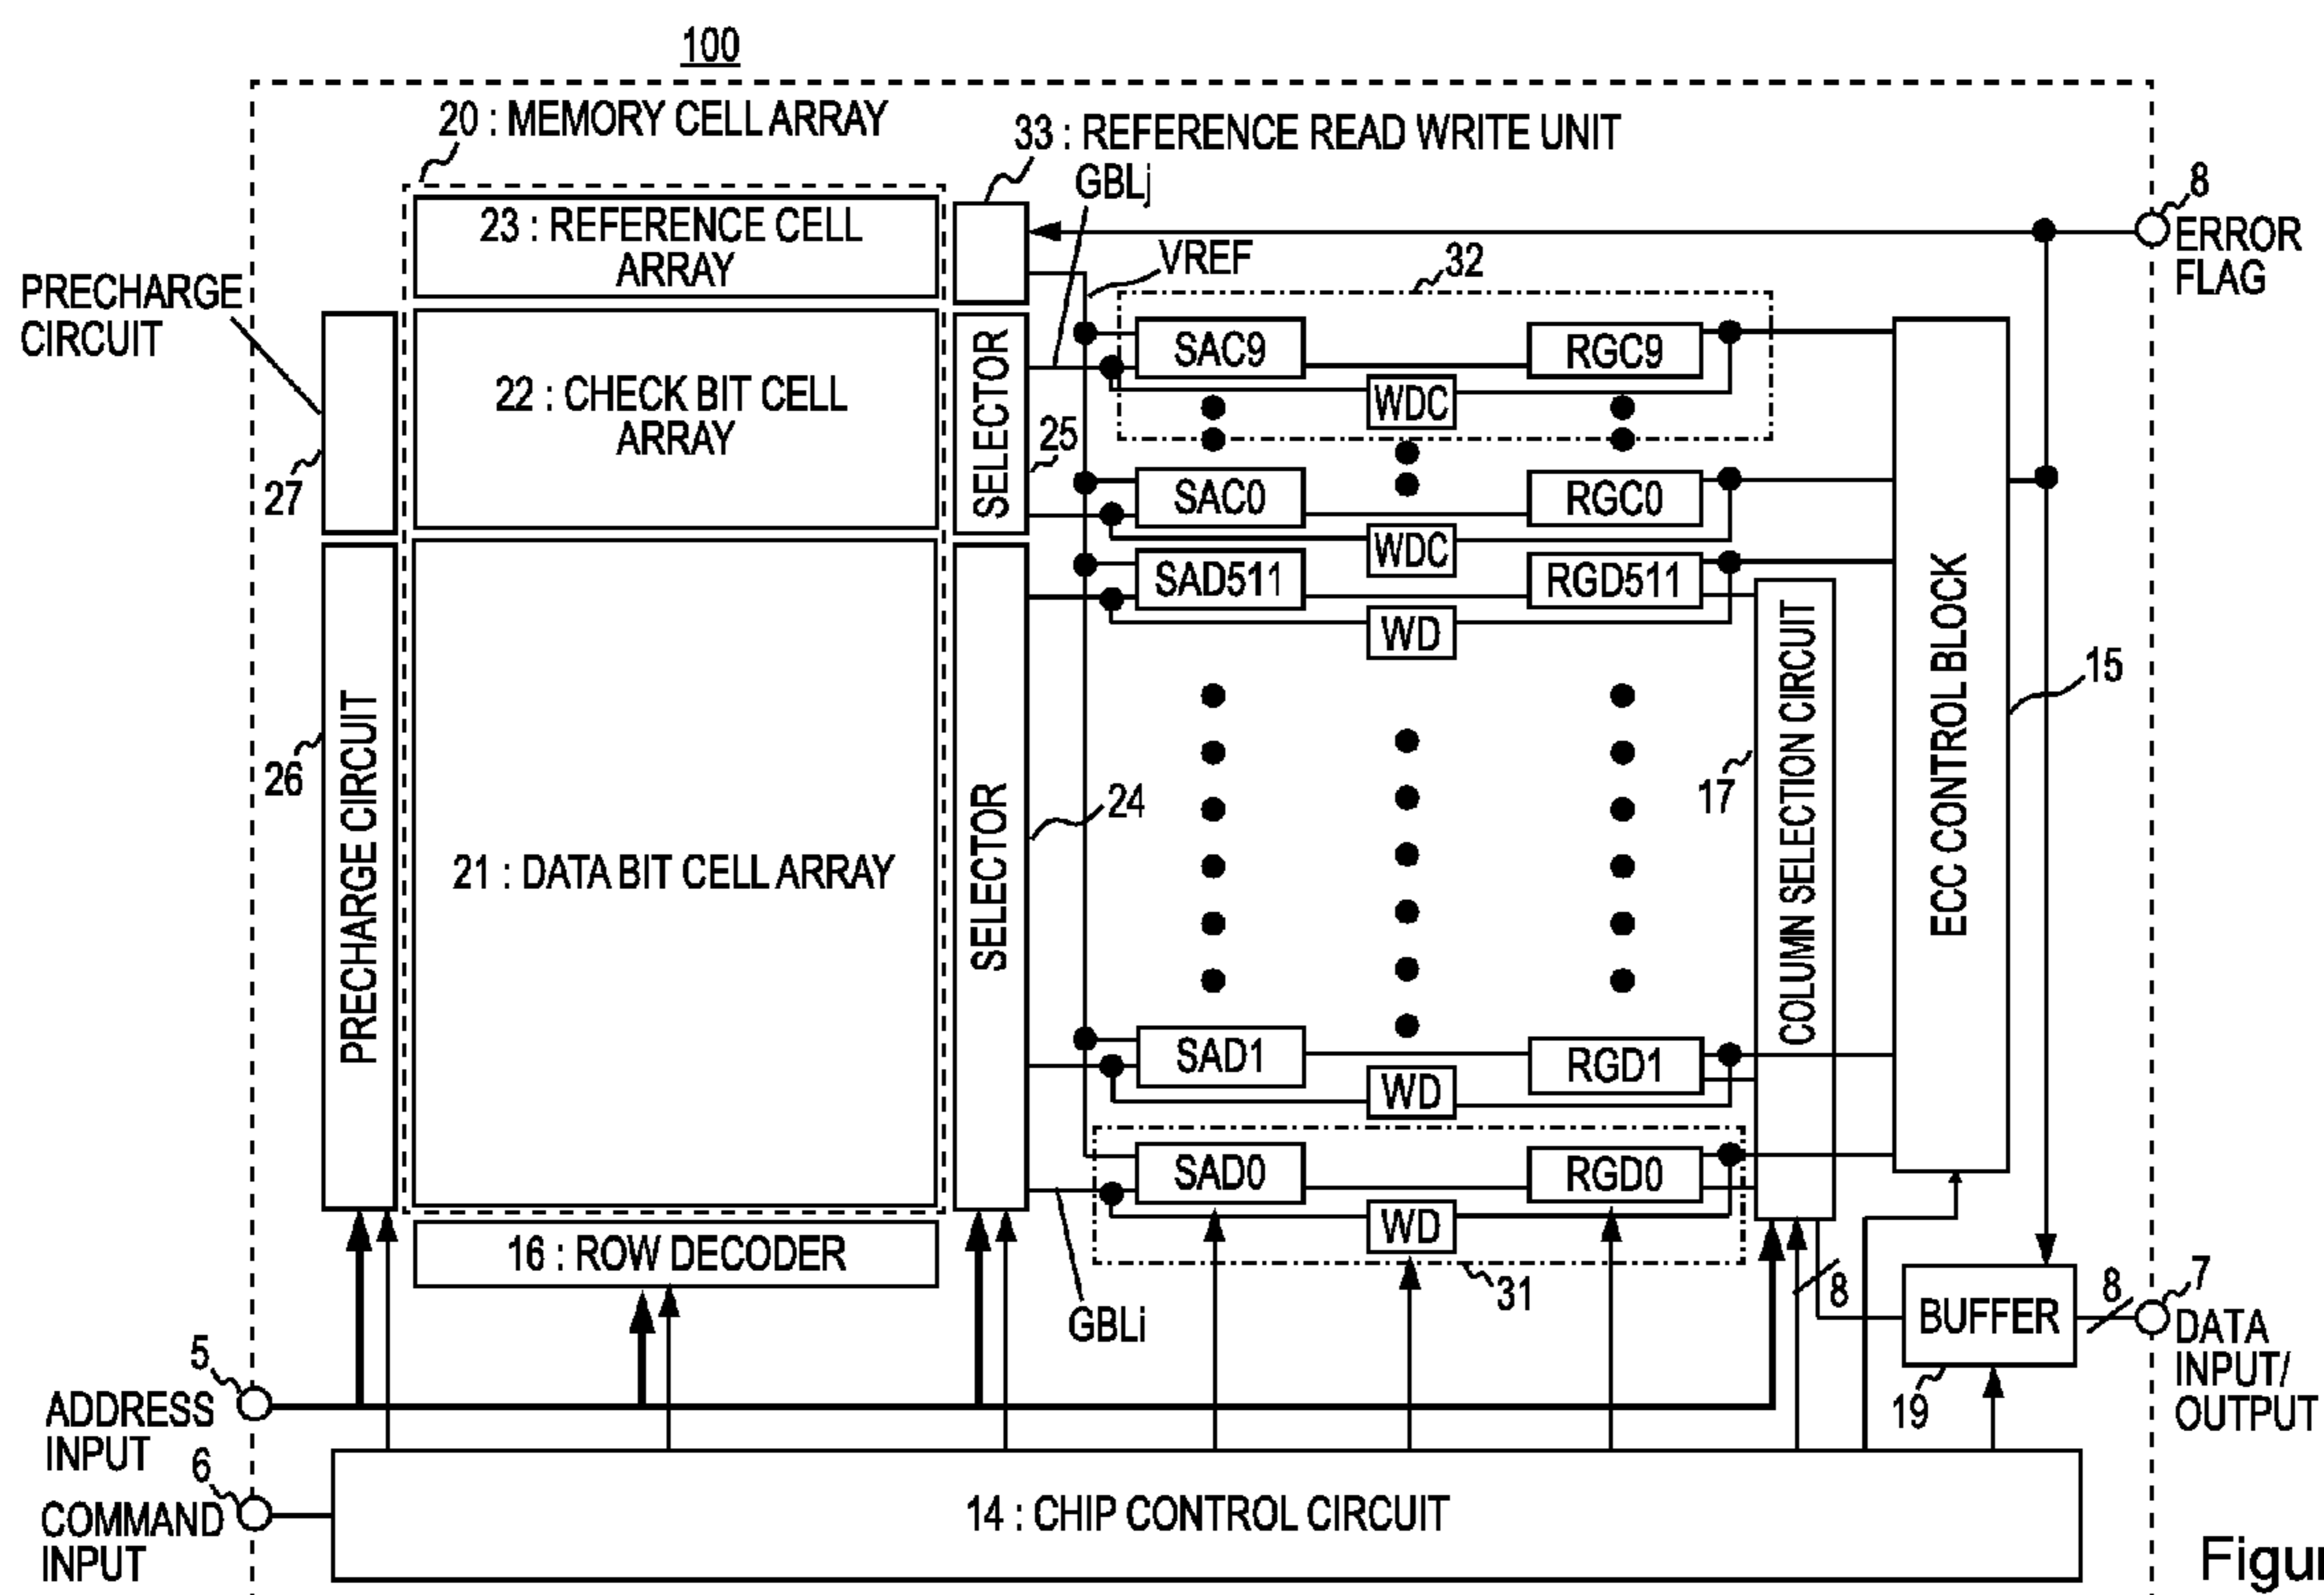 100
20 : MEMORY CELL ARRAY
33 : REFERENCE READ WRITE UNIT
GBLj
8
ERROR
FLAG
23 : REFERENCE CELL
ARRAY
VREF
32
PRECHARGE
CIRCUIT
27
22 : CHECK BIT CELL
ARRAY
SELECTOR
25
SAC9
RGC9
WDC
SAC0
RGC0
WDC
SAD511
RGD511
WD
PRECHARGE CIRCUIT
26
21 : DATA BIT CELL ARRAY
SELECTOR
24
COLUMN SELECTION CIRCUIT
17
ECC CONTROL BLOCK
15
SAD1
RGD1
WD
SAD0
RGD0
WD
31
GBLi
16 : ROW DECODER
8
BUFFER
19
8
7
DATA
INPUT/
OUTPUT
5
ADDRESS
INPUT
6
COMMAND
INPUT
14 : CHIP CONTROL CIRCUIT